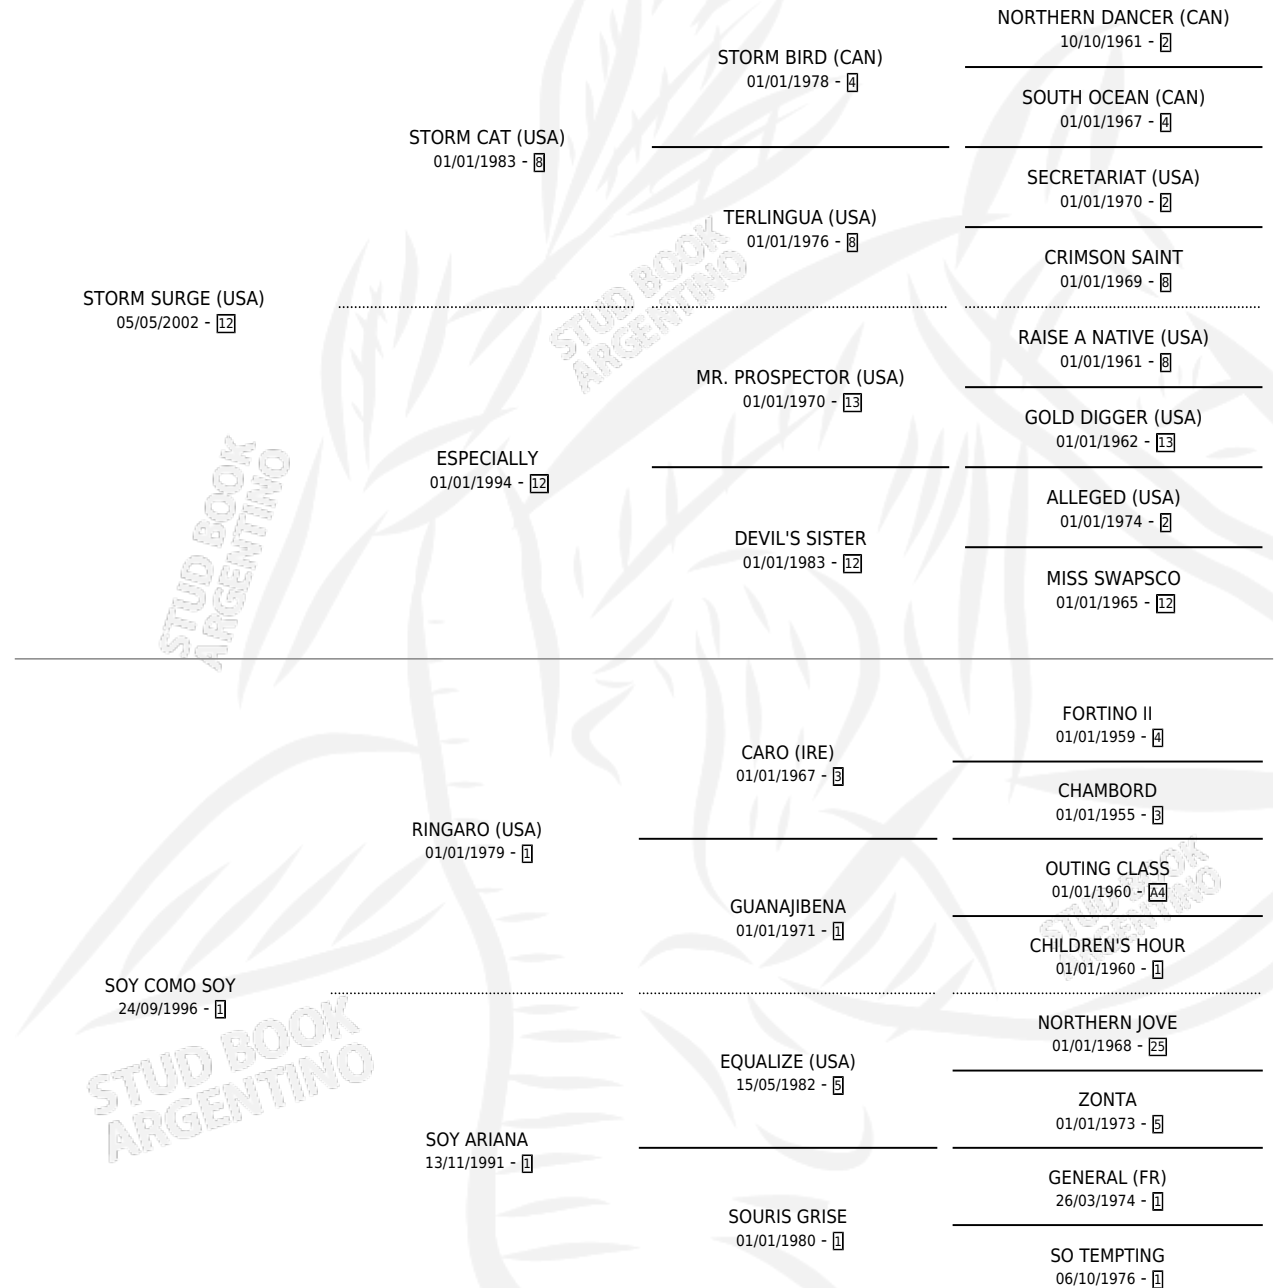 NORTHERN DANCER (CAN)
10/10/1961 - 2
STORM BIRD (CAN)
01/01/1978 - 4
SOUTH OCEAN (CAN)
01/01/1967 - 4
STORM CAT (USA)
01/01/1983 - 8
SECRETARIAT (USA)
01/01/1970 - 2
TERLINGUA (USA)
01/01/1976 - 8
CRIMSON SAINT
01/01/1969 - 8
STORM SURGE (USA)
05/05/2002 - 12
STUD BOOK
ARGENTINO
RAISE A NATIVE (USA)
01/01/1961 - 8
MR. PROSPECTOR (USA)
01/01/1970 - 13
GOLD DIGGER (USA)
01/01/1962 - 13
ESPECIALLY
01/01/1994 - 12
ALLEGED (USA)
01/01/1974 - 2
DEVIL'S SISTER
01/01/1983 - 12
MISS SWAPSCO
01/01/1965 - 12
STUD BOOK
ARGENTINO
FORTINO II
01/01/1959 - 4
CARO (IRE)
01/01/1967 - 3
CHAMBORD
01/01/1955 - 3
RINGARO (USA)
01/01/1979 - 1
OUTING CLASS
01/01/1960 - A4
STUD BOOK
ARGENTINO
GUANAJIBENA
01/01/1971 - 1
CHILDREN'S HOUR
01/01/1960 - 1
SOY COMO SOY
24/09/1996 - 1
NORTHERN JOVE
01/01/1968 - 25
EQUALIZE (USA)
15/05/1982 - 5
STUD BOOK
ARGENTINO
ZONTA
01/01/1973 - 5
SOY ARIANA
13/11/1991 - 1
GENERAL (FR)
26/03/1974 - 1
SOURIS GRISE
01/01/1980 - 1
SO TEMPTING
06/10/1976 - 1